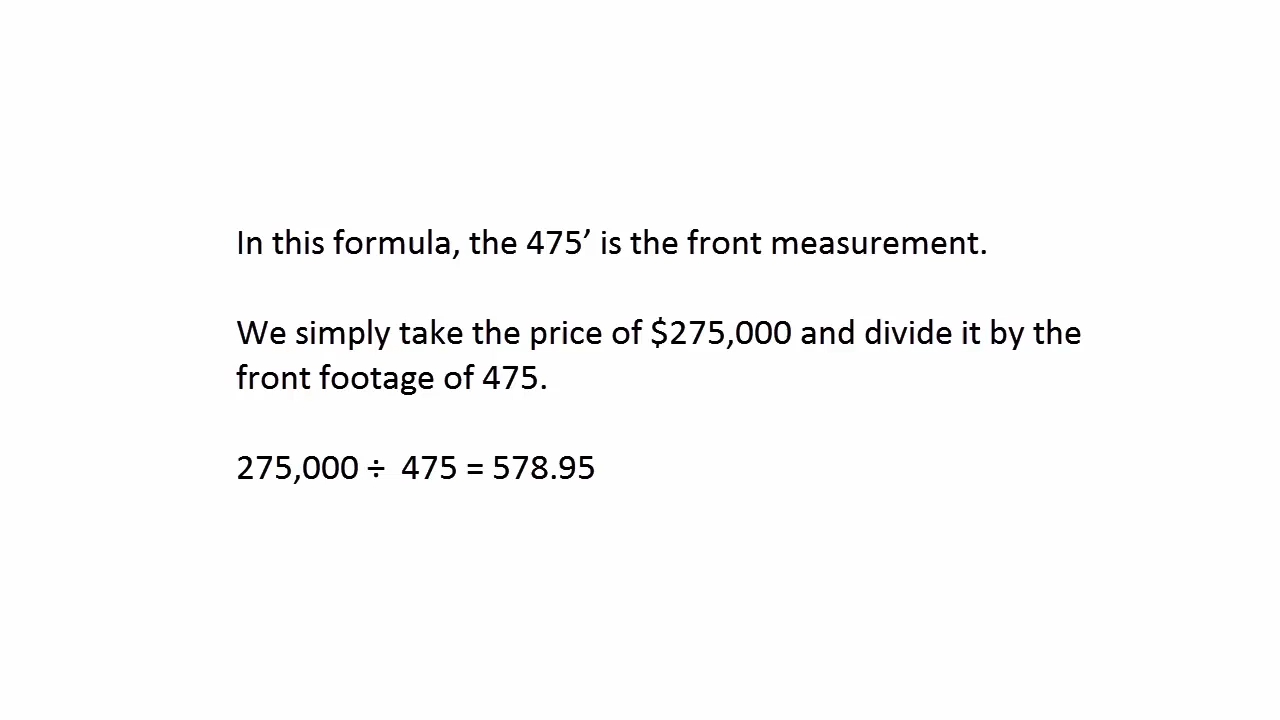 In this formula, the 475’ is the front measurement.
We simply take the price of $275,000 and divide it by the
front footage of 475.
275,000 ÷  475 = 578.95